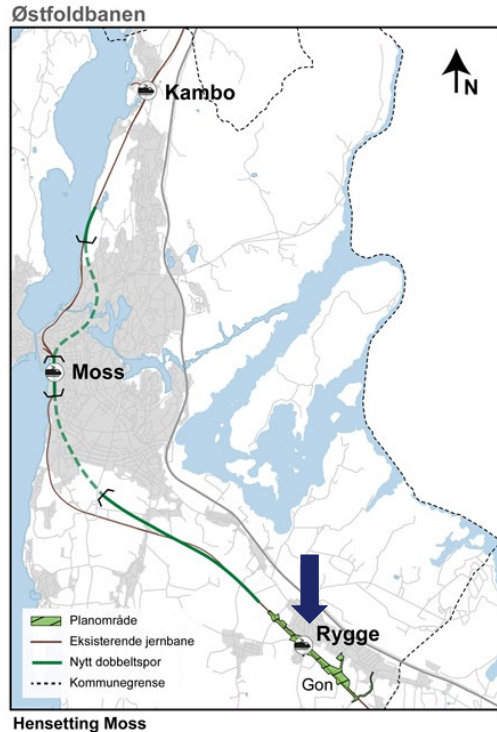 Østfoldbanen
Kambo
N
Moss
Rygge
Gon
Planområde
Eksisterende jernbane
Nytt dobbeltspor
Kommunegrense
Hensetting Moss